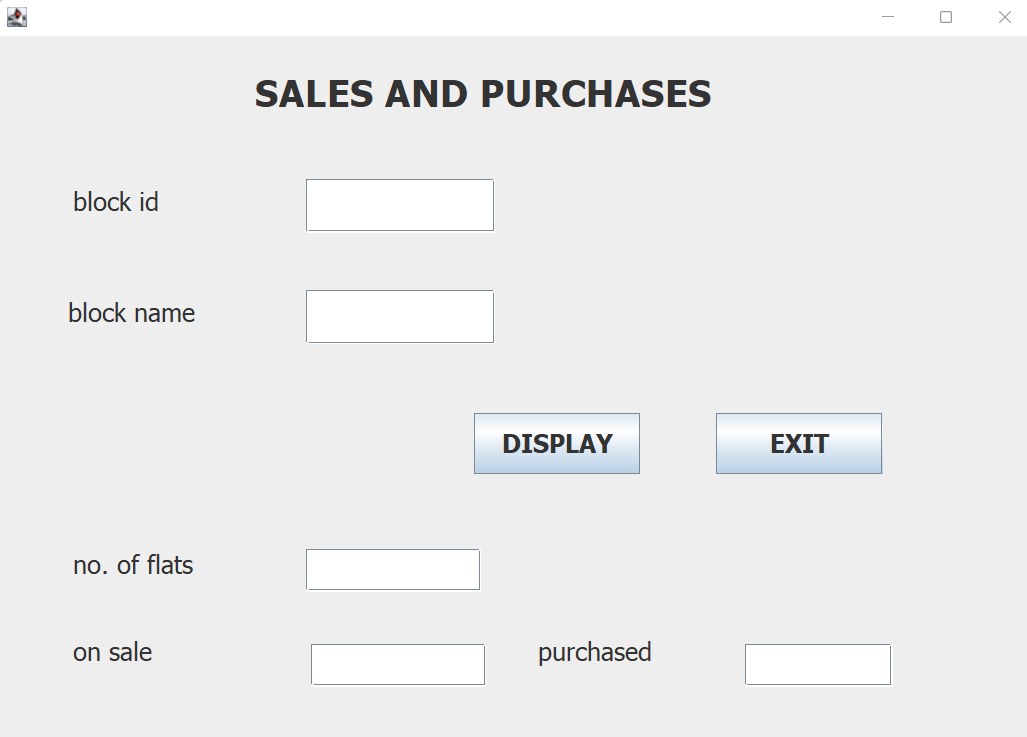 SALES AND PURCHASES
block id
block name
DISPLAY EXIT
no. of flats
on sale purchased